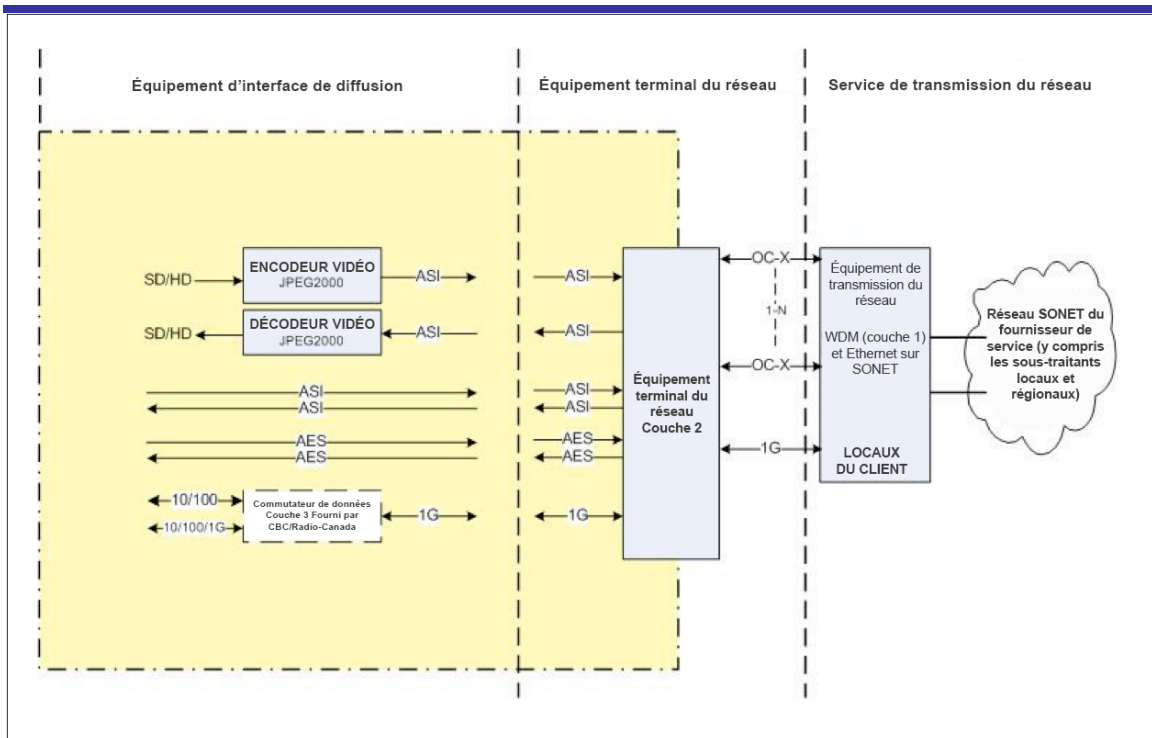 Équipement d'interface de diffusion
Équipement terminal du réseau
Service de transmission du réseau
SD/HD
ENCODEUR VIDÉO
JPEG2000
ASI
SD/HD
DÉCODEUR VIDÉO
JPEG2000
ASI
ASI
ASI
AES
AES
10/100
10/100/1G
Commutateur de données
Couche 3 Fourni par
CBC/Radio-Canada
1G
ASI
ASI
ASI
ASI
AES
AES
1G
Équipement
terminal du
réseau
Couche 2
OC-X
1-N
OC-X
1G
Équipement de
transmission du
réseau
WDM (couche 1)
et Ethernet sur
SONET
LOCAUX
DU CLIENT
Réseau SONET du
fournisseur de
service (y compris
les sous-traitants
locaux et
régionaux)